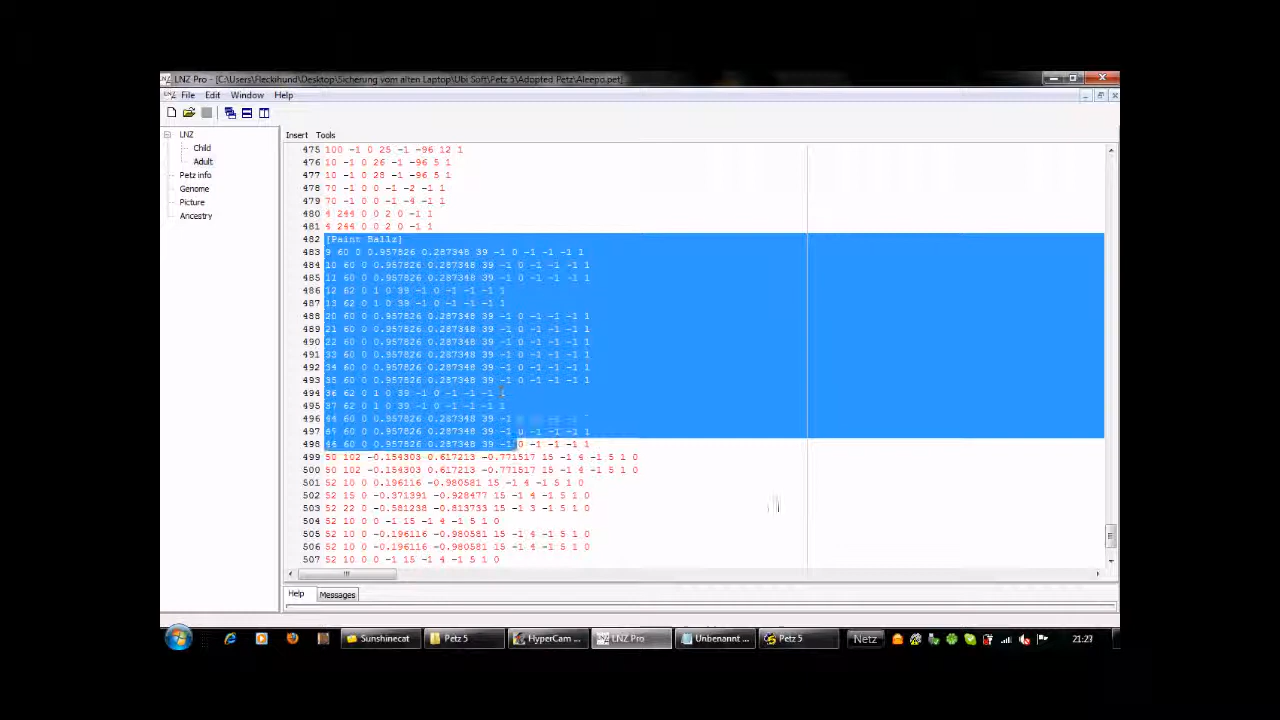 LNZ Pro - [C:\Users\Fleckihund\Desktop\Sicherung vom alten Laptop\Ubi Soft\Petz 5\Adopted Petz\Aleepo.pet]
File Edit Window Help
LNZ
Child
Adult
Petz info
Genome
Picture
Ancestry
Insert Tools
475 100 -1 0 25 -1 -96 12 1
476 10 -1 0 26 -1 -96 5 1
477 10 -1 0 28 -1 -96 5 1
478 70 -1 0 0 -1 -2 -1 1
479 70 -1 0 0 -1 -4 -1 1
480 4 244 0 0 2 0 -1 1
481 4 244 0 0 2 0 -1 1
482 [Paint Ballz]
483 9 60 0 0.957826 0.287348 39 -1 0 -1 -1 -1 1
484 10 60 0 0.957826 0.287348 39 -1 0 -1 -1 -1 1
485 11 60 0 0.957826 0.287348 39 -1 0 -1 -1 -1 1
486 12 62 0 1 0 39 -1 0 -1 -1 -1 1
487 13 62 0 1 0 39 -1 0 -1 -1 -1 1
488 20 60 0 0.957826 0.287348 39 -1 0 -1 -1 -1 1
489 21 60 0 0.957826 0.287348 39 -1 0 -1 -1 -1 1
490 22 60 0 0.957826 0.287348 39 -1 0 -1 -1 -1 1
491 33 60 0 0.957826 0.287348 39 -1 0 -1 -1 -1 1
492 34 60 0 0.957826 0.287348 39 -1 0 -1 -1 -1 1
493 35 60 0 0.957826 0.287348 39 -1 0 -1 -1 -1 1
494 36 62 0 1 0 39 -1 0 -1 -1 -1 1
495 37 62 0 1 0 39 -1 0 -1 -1 -1 1
496 44 60 0 0.957826 0.287348 39 -1
497 60 0 0.957826 0.287348 39 -1 0 -1 -1 -1 1
498 46 60 0 0.957826 0.287348 39 -1 0 -1 -1 -1 1
499 50 102 -0.154303 0.617213 -0.771517 15 -1 4 -1 5 1 0
500 50 102 -0.154303 0.617213 -0.771517 15 -1 4 -1 5 1 0
501 52 10 0 0.196116 -0.980581 15 -1 4 -1 5 1 0
502 52 15 0 -0.371391 -0.928477 15 -1 4 -1 5 1 0
503 52 22 0 -0.581238 -0.813733 15 -1 3 -1 5 1 0
504 52 10 0 0 -1 15 -1 4 -1 5 1 0
505 52 10 0 -0.196116 -0.980581 15 -1 4 -1 5 1 0
506 52 10 0 -0.196116 -0.980581 15 -1 4 -1 5 1 0
507 52 10 0 0 -1 15 -1 4 -1 5 1 0
Help Messages
Sunshinecat Petz 5 HyperCam ... LNZ Pro Unbenannt ... Petz 5 Netz 21:27